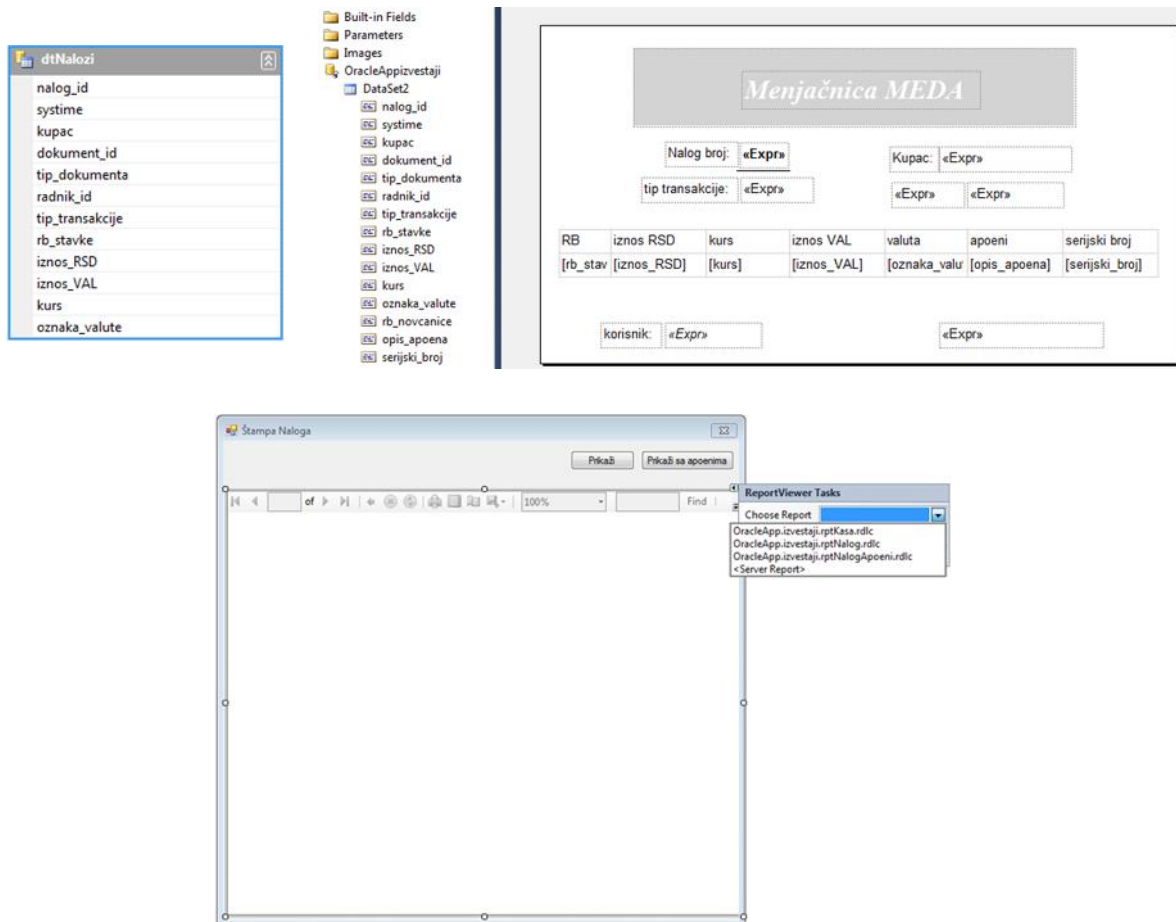 dtNalozi
nalog_id
systime
kupac
dokument_id
tip_dokumenta
radnik_id
tip_transakcije
rb_stavke
iznos_RSD
iznos_VAL
kurs
oznaka_valute
Built-in Fields
Parameters
Images
OracleAppizvestaji
DataSet2
nalog_id
systime
kupac
dokument_id
tip_dokumenta
radnik_id
tip_transakcije
rb_stavke
iznos_RSD
iznos_VAL
kurs
oznaka_valute
rb_novcanice
opis_apoena
serijski_broj
Menjačnica MEDA
Nalog broj: «Expr» Kupac: «Expr»
tip transakcije: «Expr» «Expr» «Expr»
RB iznos RSD kurs iznos VAL valuta apoeni serijski broj
[rb_stav [iznos_RSD] [kurs] [iznos_VAL] [oznaka_valu [opis_apoena] [serijski_broj]
korisnik: «Expr» «Expr»
Štampa Naloga
Prikaži Prikaži sa apoenima
of 100% Find
ReportViewer Tasks
Choose Report
OracleApp.izvestaji.rptKasa.rdlc
OracleApp.izvestaji.rptNalog.rdlc
OracleApp.izvestaji.rptNalogApoeni.rdlc
<Server Report>